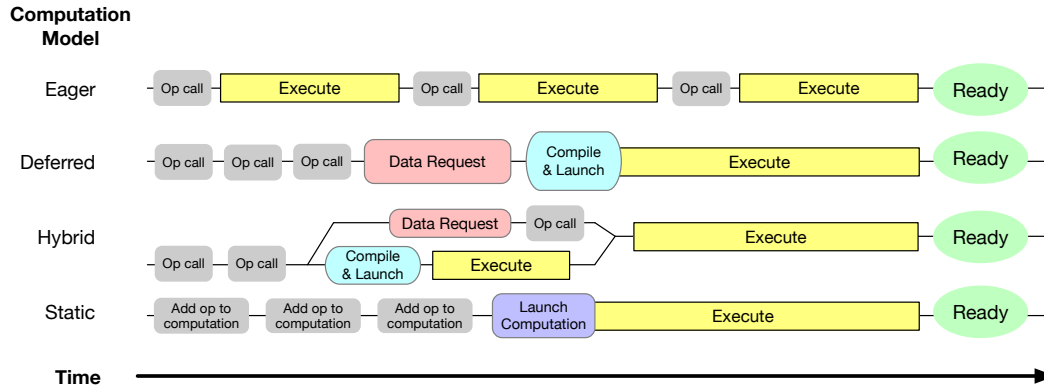 Computation
Model
Eager
Op call
Execute
Op call
Execute
Op call
Execute
Ready
Deferred
Op call
Op call
Op call
Data Request
Compile
& Launch
Execute
Ready
Hybrid
Data Request
Op call
Op call
Op call
Compile
& Launch
Execute
Execute
Ready
Static
Add op to
computation
Add op to
computation
Add op to
computation
Launch
Computation
Execute
Ready
Time